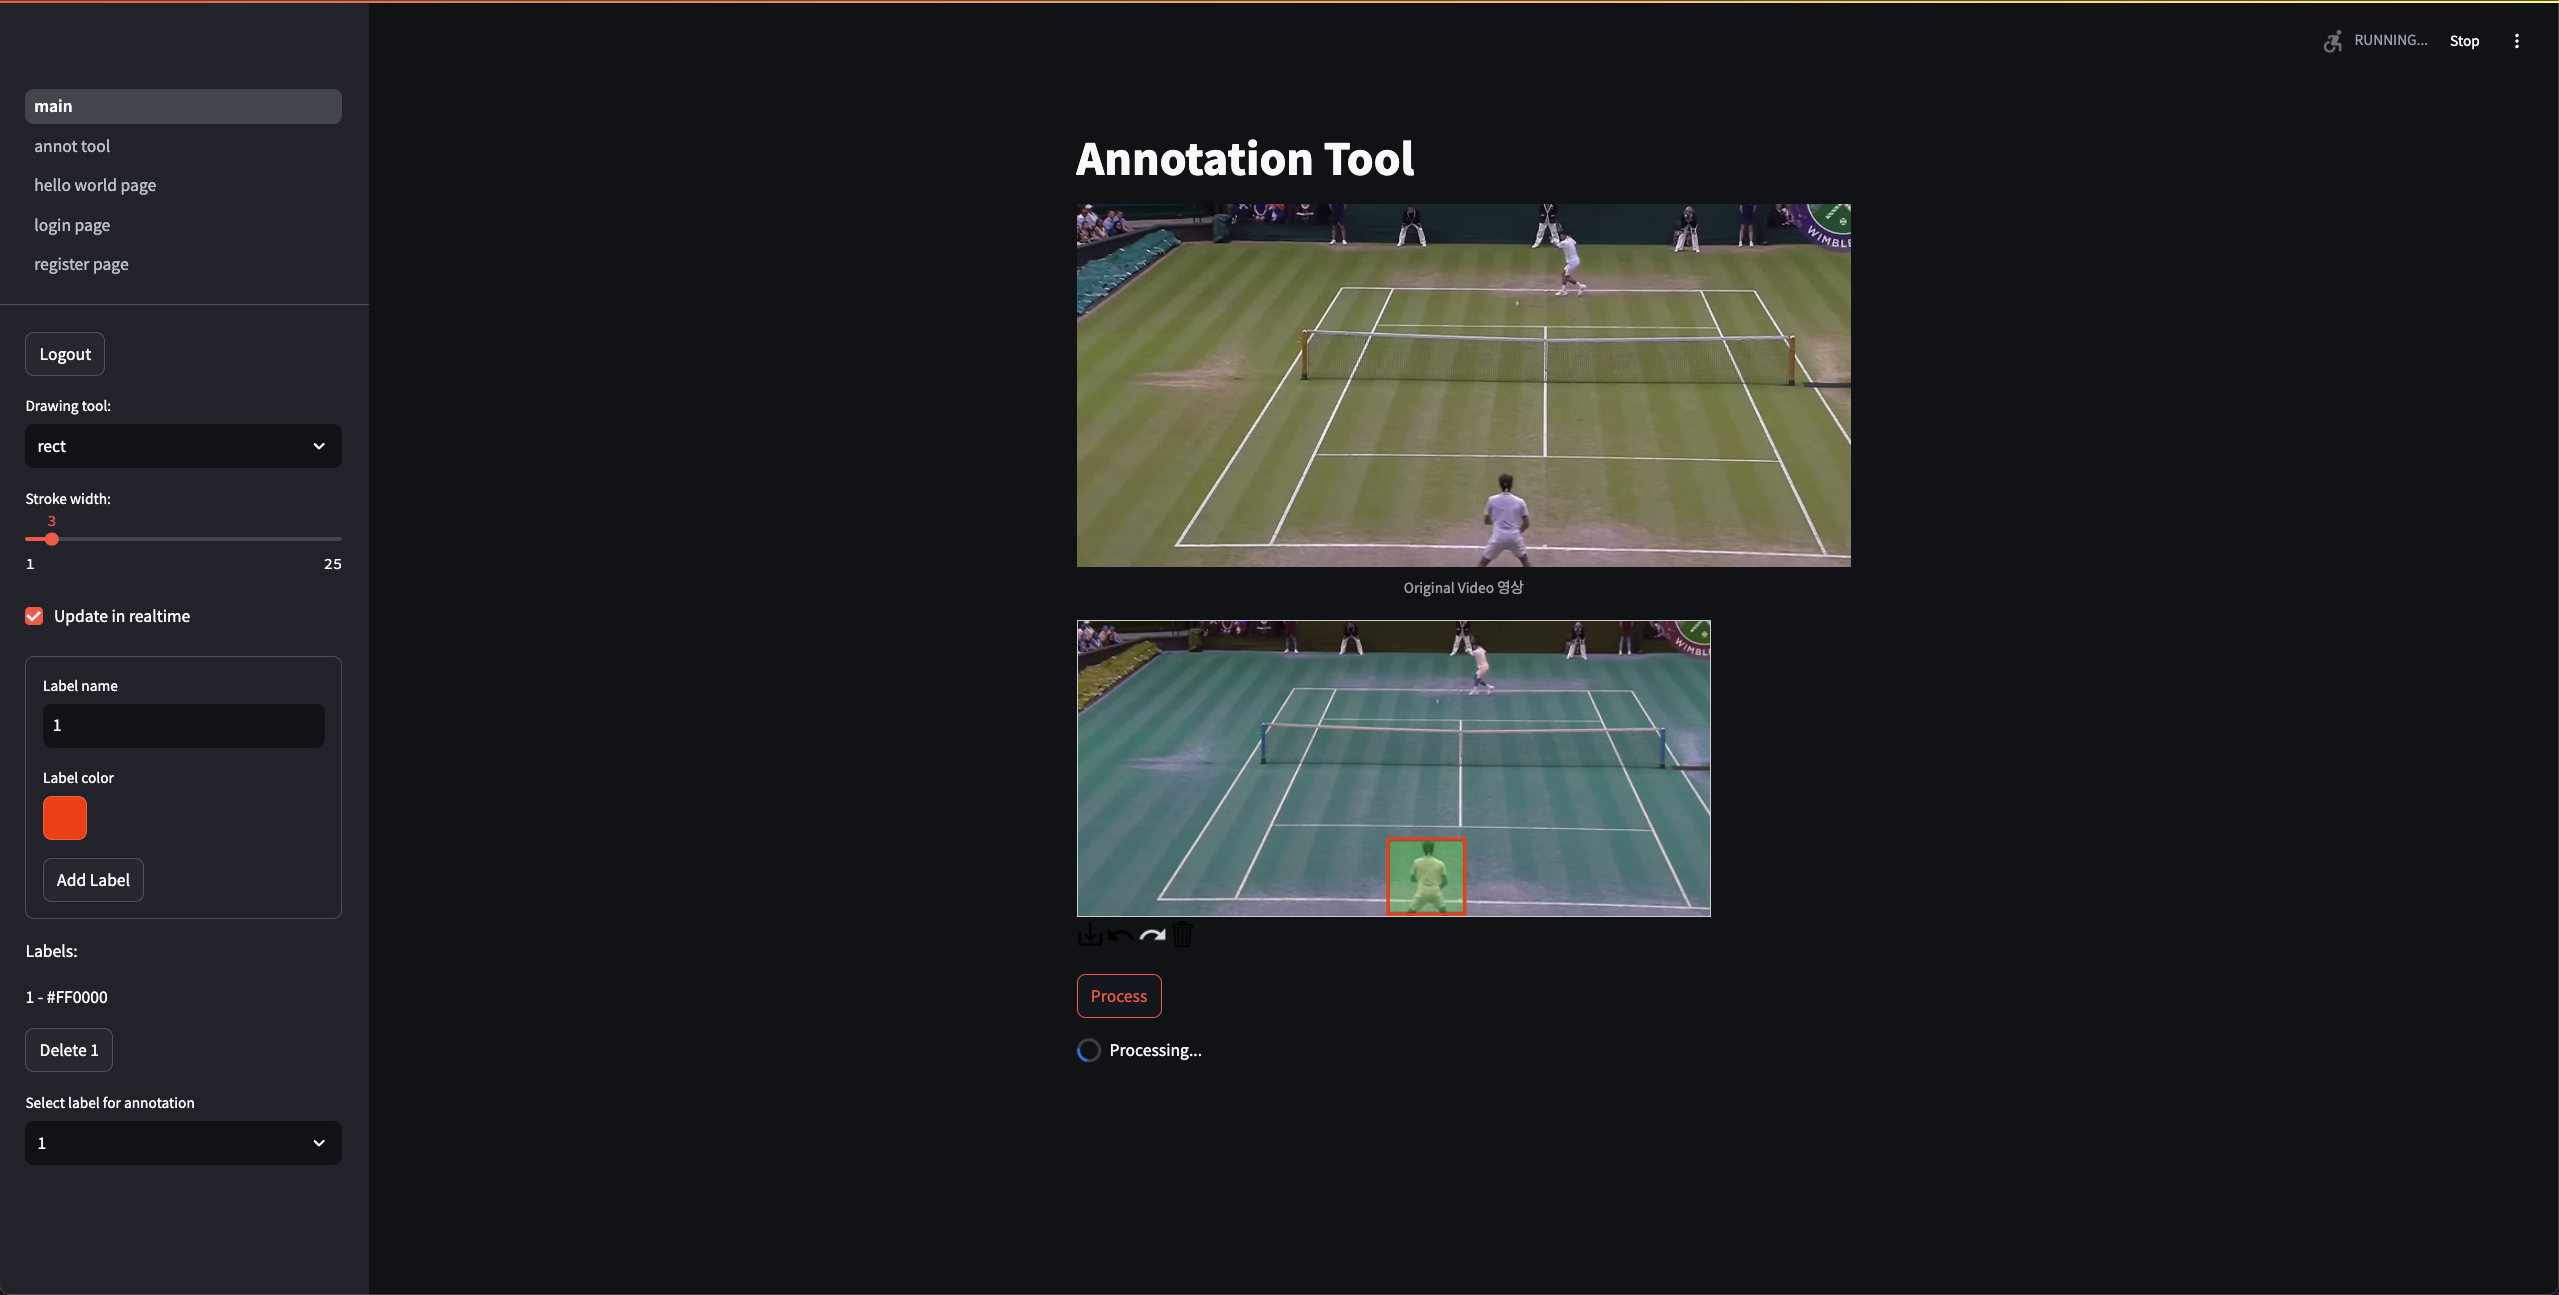 RUNNING...
Stop
main
annot tool
hello world page
login page
register page
Logout
Drawing tool:
rect
Stroke width:
3
1
25
Update in realtime
Label name
1
Label color
Add Label
Labels:
1 - #FF0000
Delete 1
Select label for annotation
1
Annotation Tool
WIMBL
Original Video 영상
WIMBL
Process
Processing...